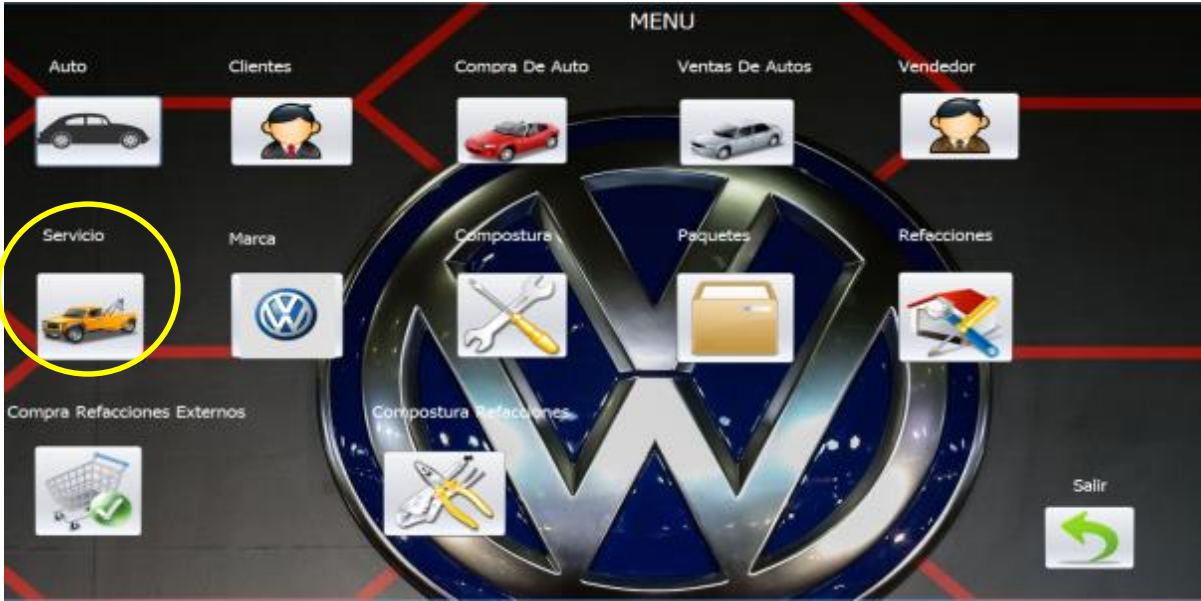 MENU
Auto
Clientes
Compra De Auto
Ventas De Autos
Vendedor
Servicio
Marca
Compostura
Paquetes
Refacciones
Compra Refacciones Externos
Compostura Refacciones
Salir